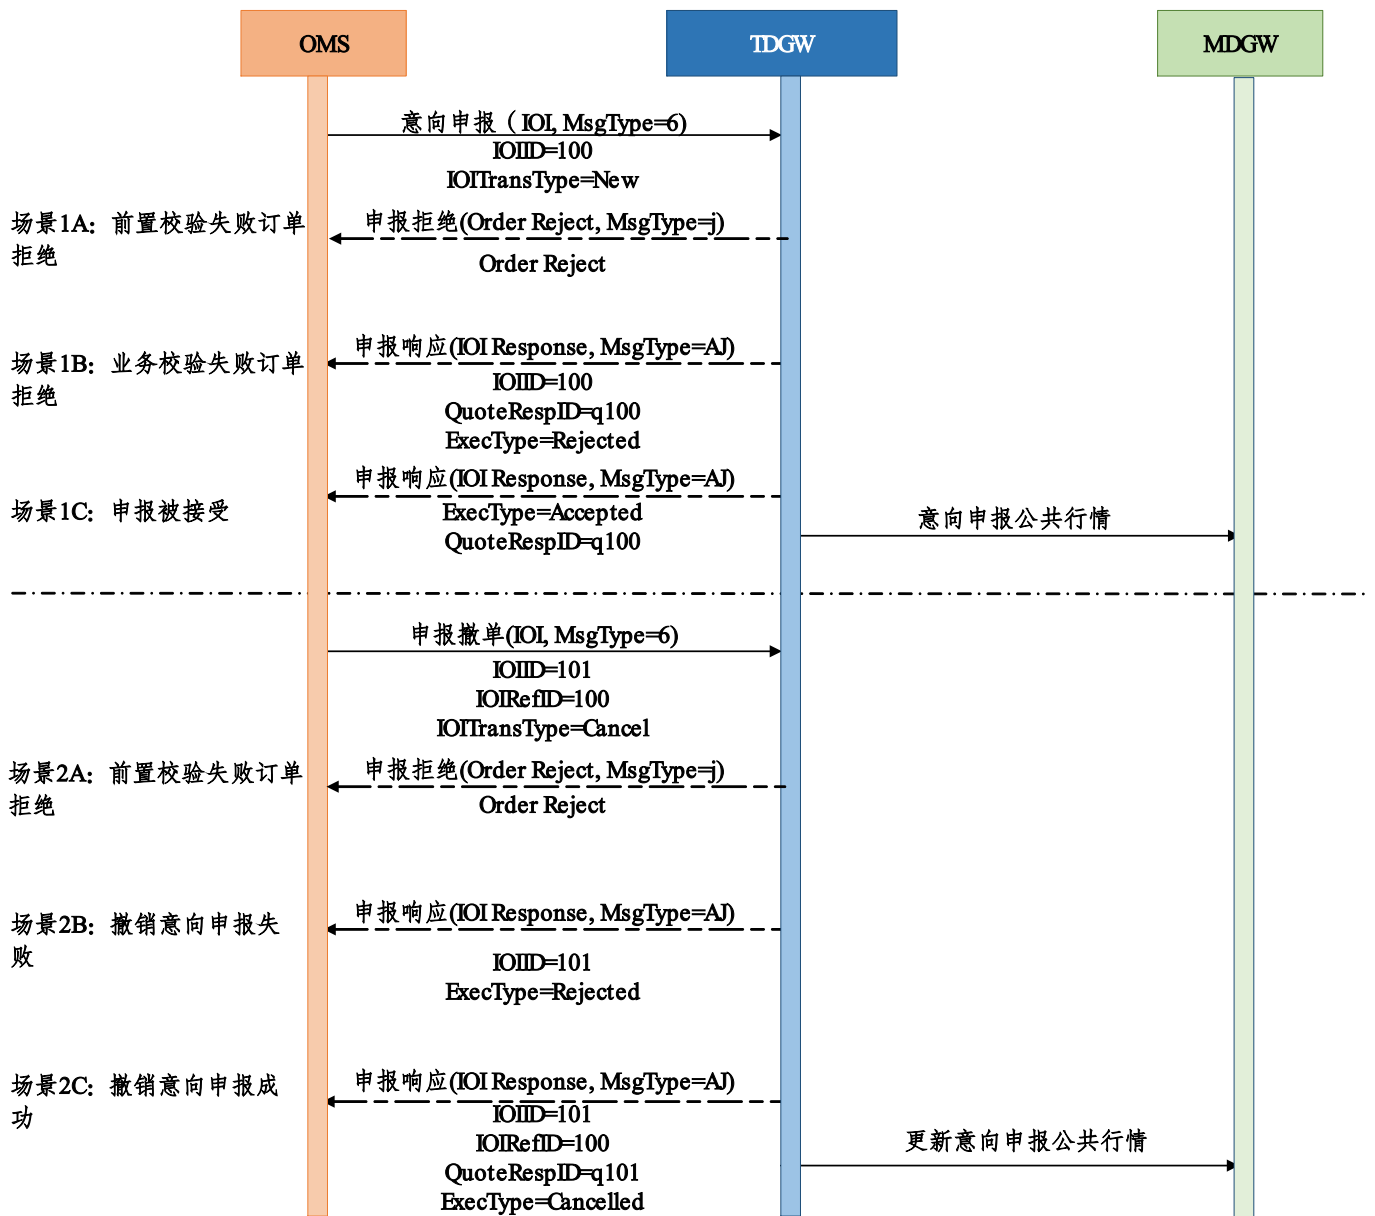 OMS
TDGW
MDGW
意向申报（IOI, MsgType=6)
IOIID=100
IOITransType=New
场景1A：前置校验失败订单
拒绝
申报拒绝(Order Reject, MsgType=j)
Order Reject
场景1B：业务校验失败订单
拒绝
申报响应(IOI Response, MsgType=AJ)
IOIID=100
QuoteRespID=q100
ExecType=Rejected
场景1C：申报被接受
申报响应(IOI Response, MsgType=AJ)
ExecType=Accepted
QuoteRespID=q100
意向申报公共行情
申报撤单(IOI, MsgType=6)
IOIID=101
IOIRefID=100
IOITransType=Cancel
场景2A：前置校验失败订单
拒绝
申报拒绝(Order Reject, MsgType=j)
Order Reject
场景2B：撤销意向申报失
败
申报响应(IOI Response, MsgType=AJ)
IOIID=101
ExecType=Rejected
场景2C：撤销意向申报成
功
申报响应(IOI Response, MsgType=AJ)
IOIID=101
IOIRefID=100
QuoteRespID=q101
ExecType=Cancelled
更新意向申报公共行情